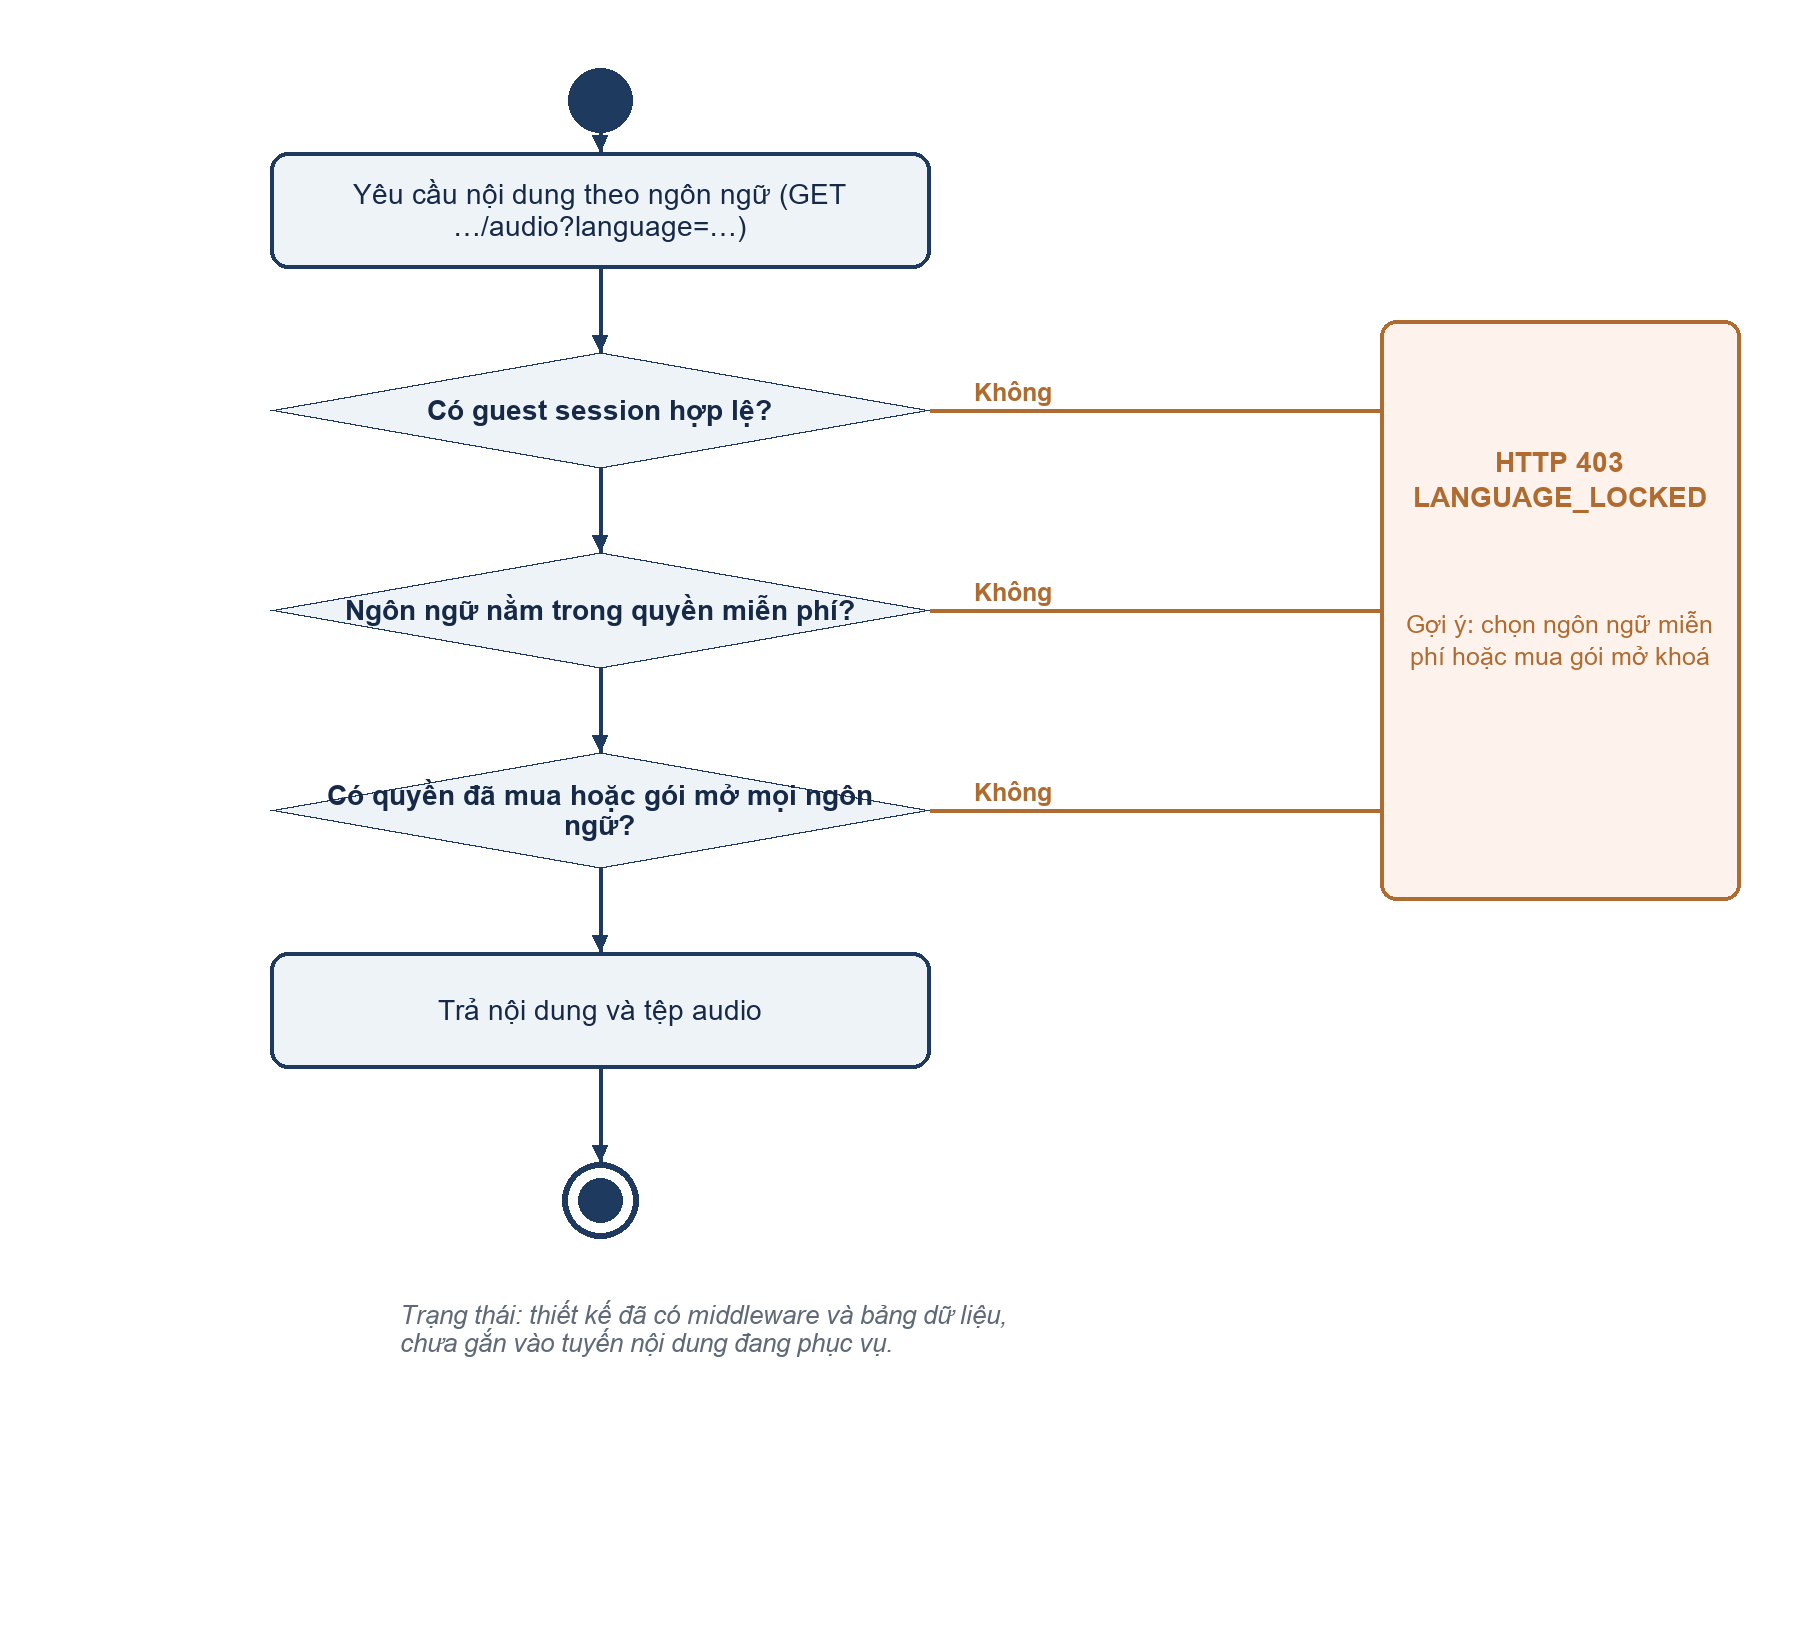 Yêu cầu nội dung theo ngôn ngữ (GET
…/audio?language=…)
Có guest session hợp lệ?
Không
HTTP 403
LANGUAGE_LOCKED
Ngôn ngữ nằm trong quyền miễn phí?
Không
Gợi ý: chọn ngôn ngữ miễn
phí hoặc mua gói mở khoá
Có quyền đã mua hoặc gói mở mọi ngôn
ngữ?
Không
Trả nội dung và tệp audio
Trạng thái: thiết kế đã có middleware và bảng dữ liệu,
chưa gắn vào tuyến nội dung đang phục vụ.